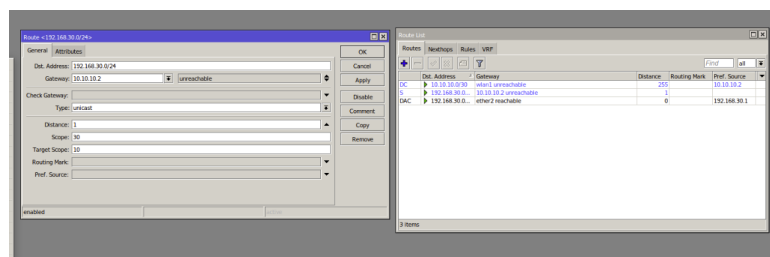 Route <192.168.30.0/24>
General Attributes
Dst. Address: 192.168.30.0/24
Gateway: 10.10.10.2 unreachable
Check Gateway:
Type: unicast
Distance: 1
Scope: 30
Target Scope: 10
Routing Mark:
Pref. Source:
OK
Cancel
Apply
Disable
Comment
Copy
Remove
enabled active
Route List
Routes Nexthops Rules VRF
Find all
Dst. Address Gateway Distance Routing Mark Pref. Source
DC 10.10.10.0/30 wlan1 unreachable 255 10.10.10.2
S 192.168.30.0... 10.10.10.2 unreachable 1
DAC 192.168.30.0... ether2 reachable 0 192.168.30.1
3 items